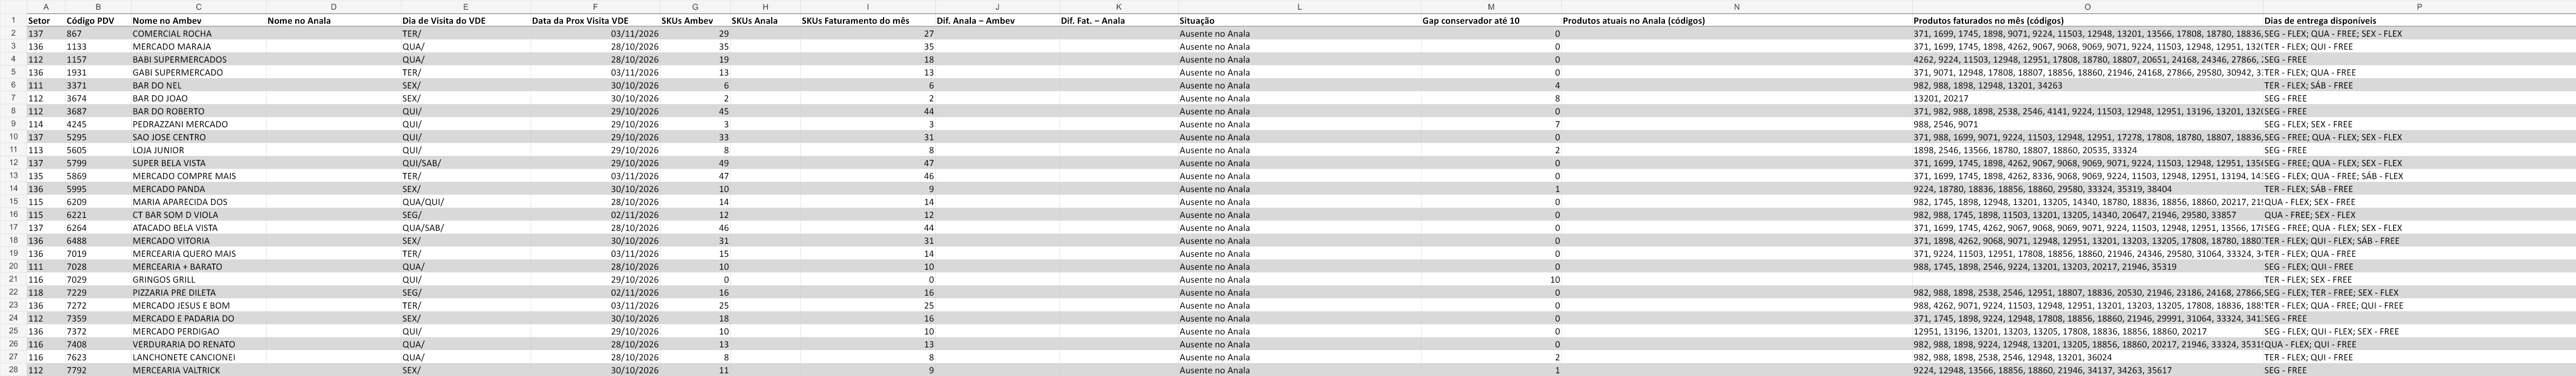 A B C D E F G H I J K L M N O P
1 Setor Código PDV Nome no Ambev Nome no Anala Dia de Visita do VDE Data da Prox Visita VDE SKUs Ambev SKUs Anala SKUs Faturamento do mês Dif. Anala – Ambev Dif. Fat. – Anala Situação Gap conservador até 10 Produtos atuais no Anala (códigos) Produtos faturados no mês (códigos) Dias de entrega disponíveis
2 137 867 COMERCIAL ROCHA TER/ 03/11/2026 29 27 Ausente no Anala 0 371, 1699, 1745, 1898, 9071, 9224, 11503, 12948, 13201, 13566, 17808, 18780, 18836, SEG - FLEX; QUA - FREE; SEX - FLEX
3 136 1133 MERCADO MARAJA QUA/ 28/10/2026 35 35 Ausente no Anala 0 371, 1699, 1745, 1898, 4262, 9067, 9068, 9069, 9071, 9224, 11503, 12948, 12951, TER - FLEX; QUI - FREE
4 112 1157 BABI SUPERMERCADOS QUA/ 28/10/2026 19 18 Ausente no Anala 0 4262, 9224, 11503, 12948, 12951, 17808, 18780, 18807, 20651, 24168, 24346, 27866, SEG - FREE
5 136 1931 GABI SUPERMERCADO TER/ 03/11/2026 13 13 Ausente no Anala 0 371, 9071, 12948, 17808, 18807, 18856, 18860, 21946, 24168, 27866, 29580, 30942, TER - FLEX; QUA - FREE
6 111 3371 BAR DO NEL SEX/ 30/10/2026 6 6 Ausente no Anala 4 982, 988, 1898, 12948, 13201, 34263 TER - FLEX; SÁB - FREE
7 112 3674 BAR DO JOAO SEX/ 30/10/2026 2 2 Ausente no Anala 8 13201, 20217 SEG - FREE
8 112 3687 BAR DO ROBERTO QUI/ 29/10/2026 45 44 Ausente no Anala 0 371, 982, 988, 1898, 2538, 2546, 4141, 9224, 11503, 12948, 12951, 13196, 13201, SEG - FREE
9 114 4245 PEDRAZZANI MERCADO QUI/ 29/10/2026 3 3 Ausente no Anala 7 988, 2546, 9071 SEG - FLEX; SEX - FREE
10 137 5295 SAO JOSE CENTRO QUI/ 29/10/2026 33 31 Ausente no Anala 0 371, 988, 1699, 9071, 9224, 11503, 12948, 12951, 17278, 17808, 18780, 18807, 18836, SEG - FREE; QUA - FLEX; SEX - FLEX
11 113 5605 LOJA JUNIOR QUI/ 29/10/2026 8 8 Ausente no Anala 2 1898, 2546, 13566, 18780, 18807, 18860, 20535, 33324 SEG - FREE
12 137 5799 SUPER BELA VISTA QUI/SAB/ 29/10/2026 49 47 Ausente no Anala 0 371, 1699, 1745, 1898, 4262, 9067, 9068, 9069, 9071, 9224, 11503, 12948, 12951, SEG - FREE; QUA - FLEX; SEX - FLEX
13 135 5869 MERCADO COMPRE MAIS TER/ 03/11/2026 47 46 Ausente no Anala 0 371, 1699, 1745, 1898, 4262, 8336, 9068, 9069, 9224, 11503, 12948, 12951, 13194, SEG - FLEX; QUA - FREE; SÁB - FLEX
14 136 5995 MERCADO PANDA SEX/ 30/10/2026 10 9 Ausente no Anala 1 9224, 18780, 18836, 18856, 18860, 29580, 33324, 35319, 38404 TER - FLEX; SÁB - FREE
15 115 6209 MARIA APARECIDA DOS QUA/QUI/ 28/10/2026 14 14 Ausente no Anala 0 982, 1745, 1898, 12948, 13201, 13205, 14340, 18780, 18836, 18856, 18860, 20217, QUA - FLEX; SEX - FREE
16 115 6221 CT BAR SOM D VIOLA SEG/ 02/11/2026 12 12 Ausente no Anala 0 982, 988, 1745, 1898, 11503, 13201, 13205, 14340, 20647, 21946, 29580, 33857 QUA - FREE; SEX - FLEX
17 137 6264 ATACADO BELA VISTA QUA/SAB/ 28/10/2026 46 44 Ausente no Anala 0 371, 1699, 1745, 4262, 9067, 9068, 9069, 9071, 9224, 11503, 12948, 12951, 13566, SEG - FREE; QUA - FLEX; SEX - FLEX
18 136 6488 MERCADO VITORIA SEX/ 30/10/2026 31 31 Ausente no Anala 0 371, 1898, 4262, 9068, 9071, 12948, 12951, 13201, 13203, 13205, 17808, 18780, TER - FLEX; QUI - FLEX; SÁB - FREE
19 136 7019 MERCEARIA QUERO MAIS TER/ 03/11/2026 15 14 Ausente no Anala 0 371, 9224, 11503, 12951, 17808, 18856, 18860, 21946, 24346, 29580, 31064, 33324, TER - FLEX; QUA - FREE
20 111 7028 MERCEARIA + BARATO QUA/ 28/10/2026 10 10 Ausente no Anala 0 988, 1745, 1898, 2546, 9224, 13201, 13203, 20217, 21946, 35319 SEG - FLEX; QUI - FREE
21 116 7029 GRINGOS GRILL QUI/ 29/10/2026 0 0 Ausente no Anala 10 TER - FLEX; SEX - FREE
22 118 7229 PIZZARIA PRE DILETA SEG/ 02/11/2026 16 16 Ausente no Anala 0 982, 988, 1898, 2538, 2546, 12951, 18807, 18836, 20530, 21946, 23186, 24168, 27866, SEG - FLEX; TER - FREE; SEX - FLEX
23 136 7272 MERCADO JESUS E BOM TER/ 03/11/2026 25 25 Ausente no Anala 0 988, 4262, 9071, 9224, 11503, 12948, 12951, 13201, 13203, 13205, 17808, 18836, TER - FLEX; QUA - FREE; QUI - FREE
24 112 7359 MERCADO E PADARIA DO SEX/ 30/10/2026 18 16 Ausente no Anala 0 371, 1745, 1898, 9224, 12948, 17808, 18856, 18860, 21946, 29991, 31064, 33324, SEG - FREE
25 136 7372 MERCADO PERDIGAO QUI/ 29/10/2026 10 10 Ausente no Anala 0 12951, 13196, 13201, 13203, 13205, 17808, 18836, 18856, 18860, 20217 SEG - FLEX; QUI - FLEX; SEX - FREE
26 116 7408 VERDURARIA DO RENATO QUA/ 28/10/2026 13 13 Ausente no Anala 0 982, 988, 1898, 9224, 12948, 13201, 13205, 18856, 18860, 20217, 21946, 33324, QUA - FLEX; QUI - FREE
27 116 7623 LANCHONETE CANCIONEI QUA/ 28/10/2026 8 8 Ausente no Anala 2 982, 988, 1898, 2538, 2546, 12948, 13201, 36024 TER - FLEX; QUI - FREE
28 112 7792 MERCEARIA VALTRICK SEX/ 30/10/2026 11 9 Ausente no Anala 1 9224, 12948, 13566, 18856, 18860, 21946, 34137, 34263, 35617 SEG - FREE